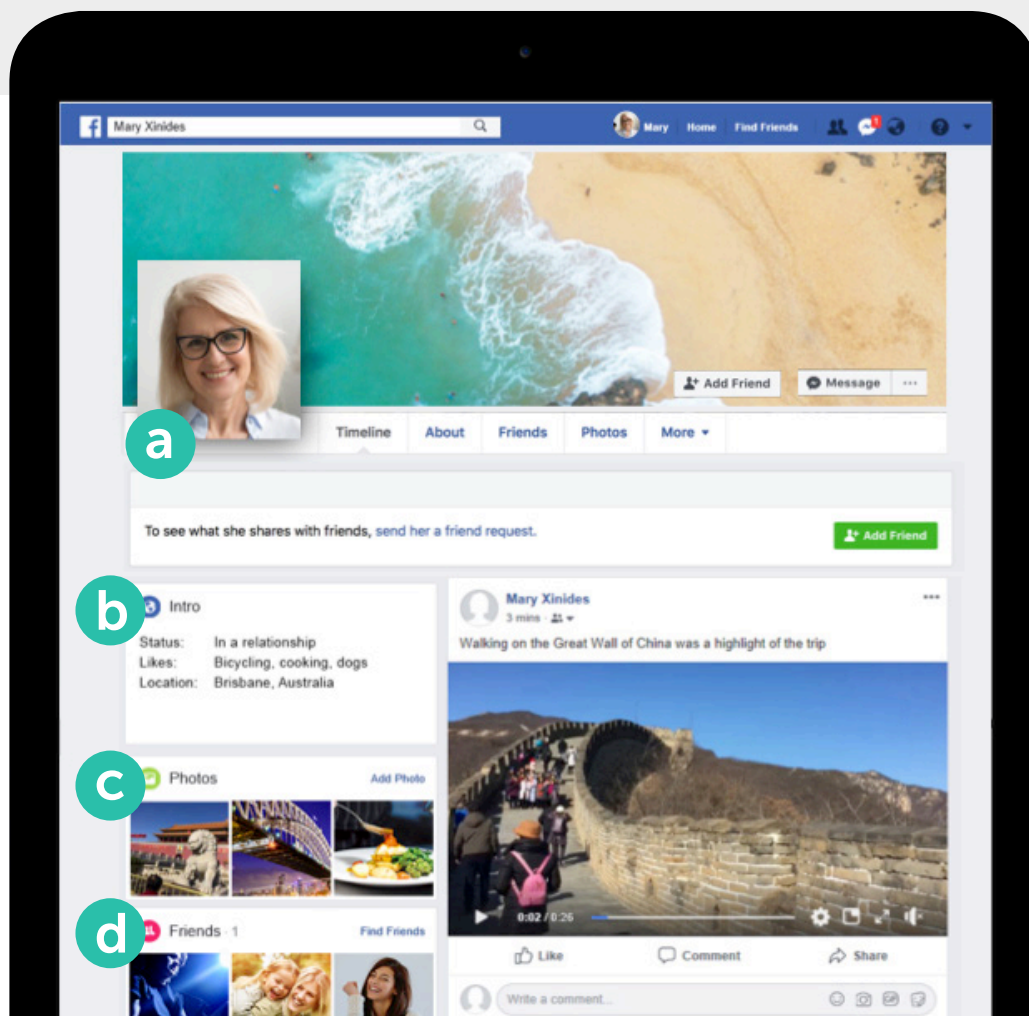 f Mary Xinides Mary Home Find Friends 1 ?
Add Friend Message ...
a
Timeline About Friends Photos More
To see what she shares with friends, send her a friend request. Add Friend
b Intro
Status: In a relationship
Likes: Bicycling, cooking, dogs
Location: Brisbane, Australia
c Photos Add Photo
d Friends · 1 Find Friends
Mary Xinides
3 mins ·
Walking on the Great Wall of China was a highlight of the trip
0:02 / 0:26
Like Comment Share
Write a comment...
GIF